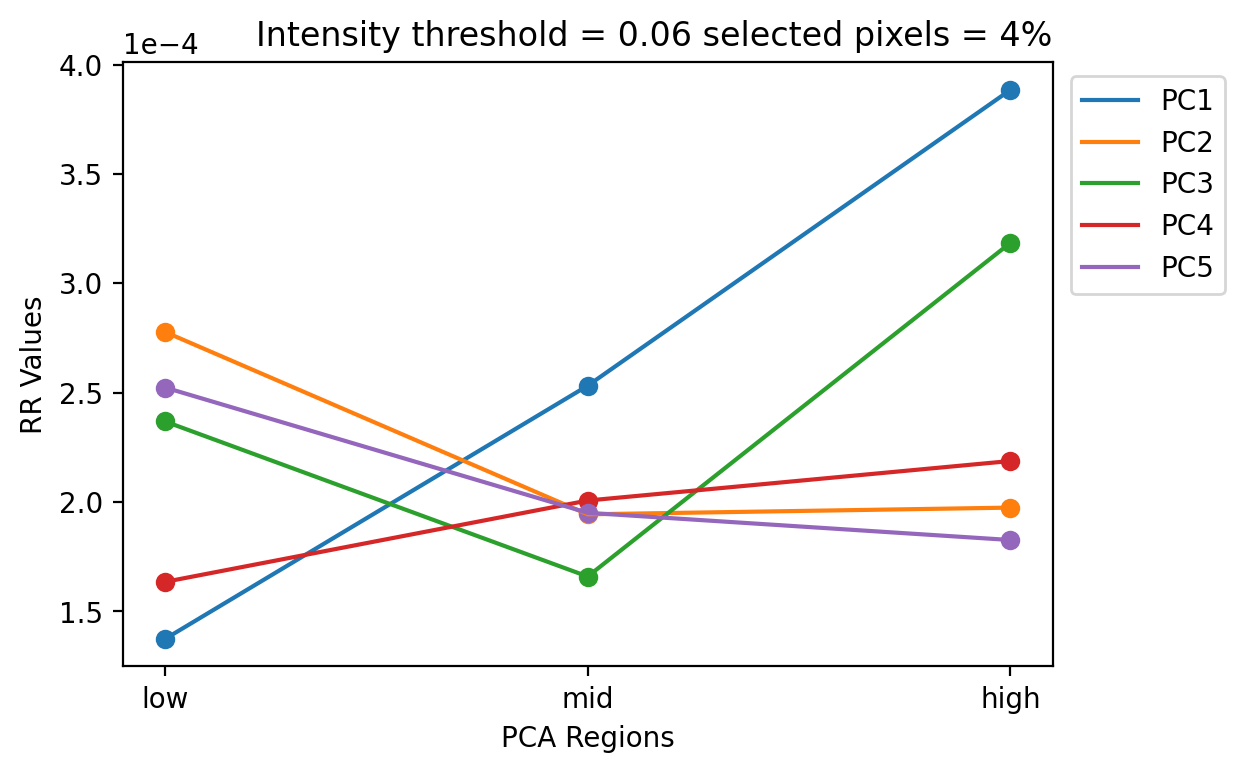 Intensity threshold = 0.06 selected pixels = 4%
1e−4
4.0
3.5
3.0
2.5
2.0
1.5
RR Values
low
mid
high
PCA Regions
PC1
PC2
PC3
PC4
PC5